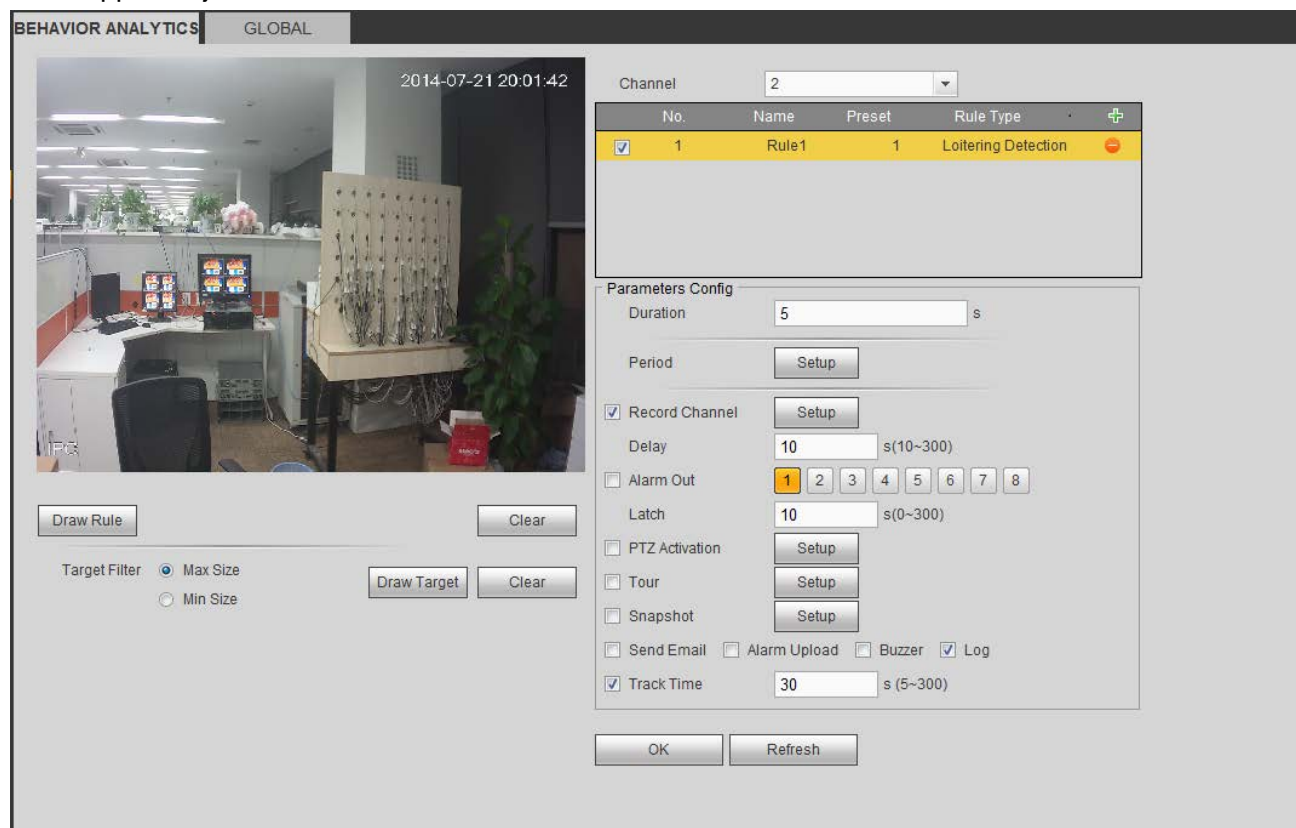 BEHAVIOR ANALYTICS GLOBAL
2014-07-21 20:01:42
IPC
Draw Rule Clear
Target Filter Max Size Draw Target Clear
Min Size
Channel 2
No. Name Preset Rule Type
1 Rule1 1 Loitering Detection
Parameters Config
Duration 5 s
Period Setup
Record Channel Setup
Delay 10 s(10~300)
Alarm Out 1 2 3 4 5 6 7 8
Latch 10 s(0~300)
PTZ Activation Setup
Tour Setup
Snapshot Setup
Send Email Alarm Upload Buzzer Log
Track Time 30 s (5~300)
OK Refresh